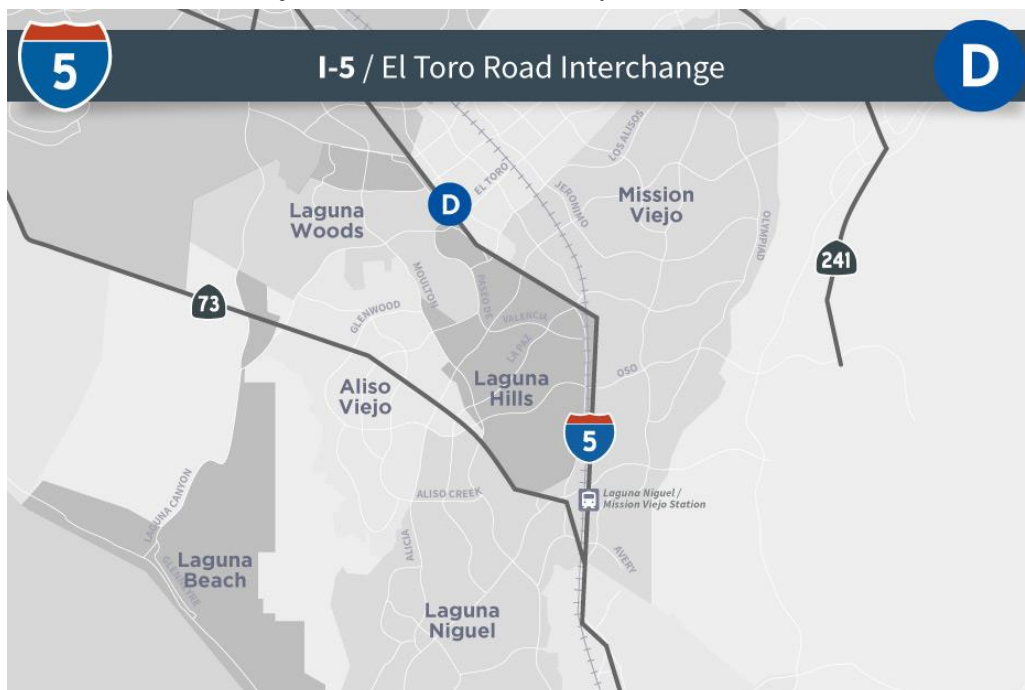 5
I-5 / El Toro Road Interchange
D
LOS ALISOS
EL TORO
JERONIMO
Mission
Viejo
D
Laguna
Woods
OLYMPIAD
241
MOULTON
PASEO DE
VALENCIA
73
GLENWOOD
LA PAZ
OSO
Laguna
Hills
Aliso
Viejo
5
ALISO CREEK
Laguna Niguel /
Mission Viejo Station
LAGUNA CANYON
ALICIA
AVERY
GLENNEYRE
Laguna
Beach
Laguna
Niguel